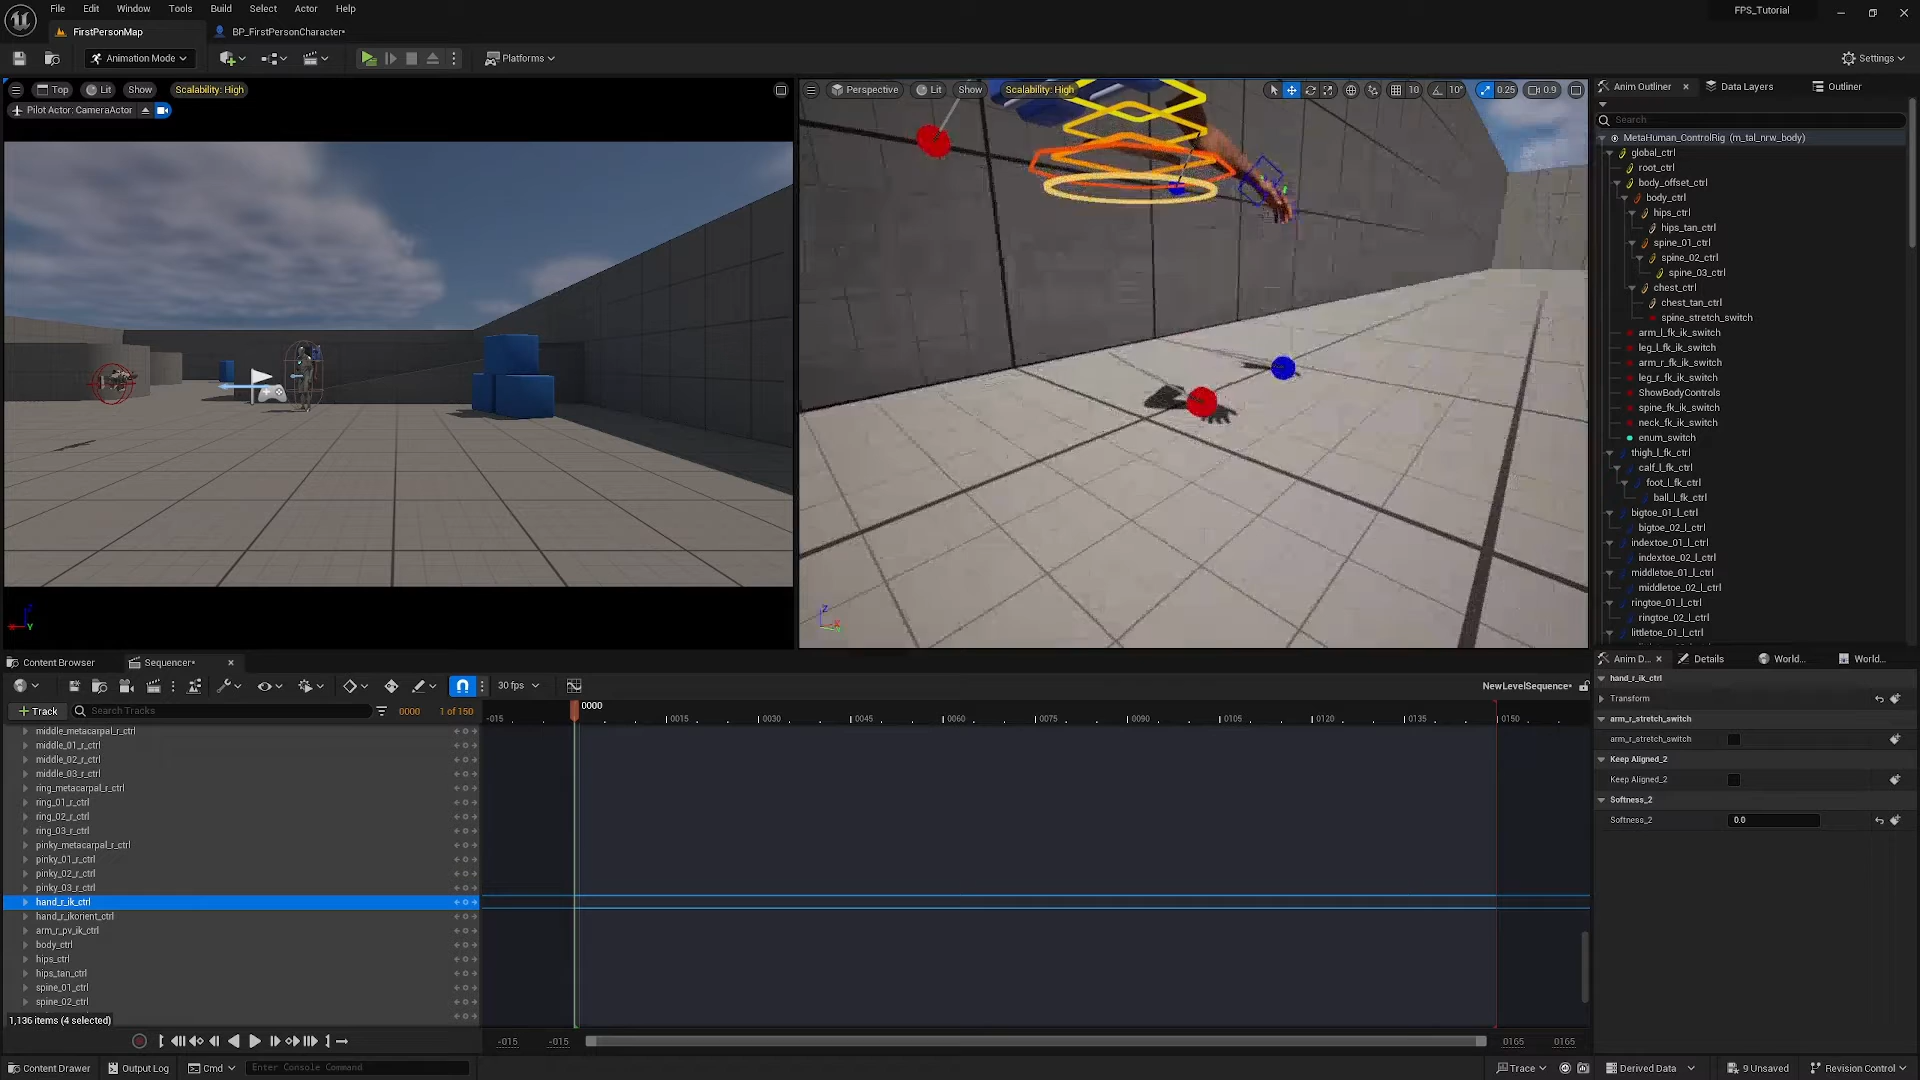 File Edit Window Tools Build Select Actor Help
FPS_Tutorial
FirstPersonMap
BP_FirstPersonCharacter*
Animation Mode
Platforms
Settings
Top
Lit
Show
Scalability: High
Pilot Actor: CameraActor
Perspective
Lit
Show
Scalability: High
10
10°
0.25
0.9
Anim Outliner
Data Layers
Outliner
Search
MetaHuman_ControlRig (m_tal_nrw_body)
global_ctrl
root_ctrl
body_offset_ctrl
body_ctrl
hips_ctrl
hips_tan_ctrl
spine_01_ctrl
spine_02_ctrl
spine_03_ctrl
chest_ctrl
chest_tan_ctrl
spine_stretch_switch
arm_l_fk_ik_switch
leg_l_fk_ik_switch
arm_r_fk_ik_switch
leg_r_fk_ik_switch
ShowBodyControls
spine_fk_ik_switch
neck_fk_ik_switch
enum_switch
thigh_l_fk_ctrl
calf_l_fk_ctrl
foot_l_fk_ctrl
ball_l_fk_ctrl
bigtoe_01_l_ctrl
bigtoe_02_l_ctrl
indextoe_01_l_ctrl
indextoe_02_l_ctrl
middletoe_01_l_ctrl
middletoe_02_l_ctrl
ringtoe_01_l_ctrl
ringtoe_02_l_ctrl
littletoe_01_l_ctrl
Z
Y
Z
Content Browser
Sequencer*
30 fps
NewLevelSequence*
Track
Search Tracks
0000
1 of 150
0000
-015
0015
0030
0045
0060
0075
0090
0105
0120
0135
0150
middle_metacarpal_r_ctrl
middle_01_r_ctrl
middle_02_r_ctrl
middle_03_r_ctrl
ring_metacarpal_r_ctrl
ring_01_r_ctrl
ring_02_r_ctrl
ring_03_r_ctrl
pinky_metacarpal_r_ctrl
pinky_01_r_ctrl
pinky_02_r_ctrl
pinky_03_r_ctrl
hand_r_ik_ctrl
hand_r_ikorient_ctrl
arm_r_pv_ik_ctrl
body_ctrl
hips_ctrl
hips_tan_ctrl
spine_01_ctrl
spine_02_ctrl
1,136 items (4 selected)
-015
-015
0165
0165
Anim D...
Details
World...
World...
hand_r_ik_ctrl
Transform
arm_r_stretch_switch
arm_r_stretch_switch
Keep Aligned_2
Keep Aligned_2
Softness_2
Softness_2
0.0
Content Drawer
Output Log
Cmd
Enter Console Command
Trace
Derived Data
9 Unsaved
Revision Control